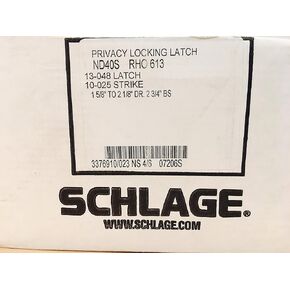 PRIVACY LOCKING LATCH
ND40S RHO 613
13-048 LATCH
10-025 STRIKE
1 5/8" TO 2 1/8" DR. 2 3/4" BS
3376910/023 NS 4/6 07206S
SCHLAGE®
WWW.SCHLAGE.COM